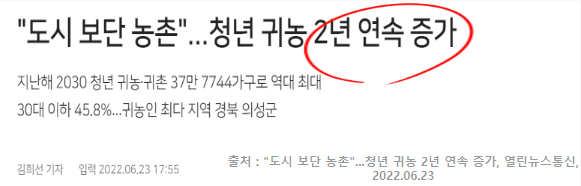 "도시 보단 농촌"...청년 귀농 2년 연속 증가
지난해 2030 청년 귀농·귀촌 37만 7744가구로 역대 최대
30대 이하 45.8%...귀농인 최다 지역 경북 의성군
김희선 기자 입력 2022.06.23 17:55
출처 : "도시 보단 농촌"...청년 귀농 2년 연속 증가, 열린뉴스통신,
2022.06.23